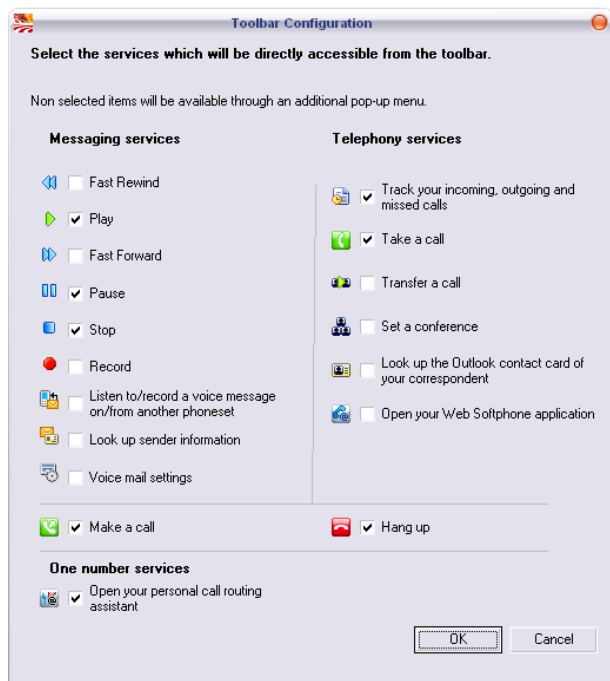 Toolbar Configuration
Select the services which will be directly accessible from the toolbar.
Non selected items will be available through an additional pop-up menu.
Messaging services
Fast Rewind
Play
Fast Forward
Pause
Stop
Record
Listen to/record a voice message
on/from another phoneset
Look up sender information
Voice mail settings
Telephony services
Track your incoming, outgoing and
missed calls
Take a call
Transfer a call
Set a conference
Look up the Outlook contact card of
your correspondent
Open your Web Softphone application
Make a call
Hang up
One number services
Open your personal call routing
assistant
OK
Cancel